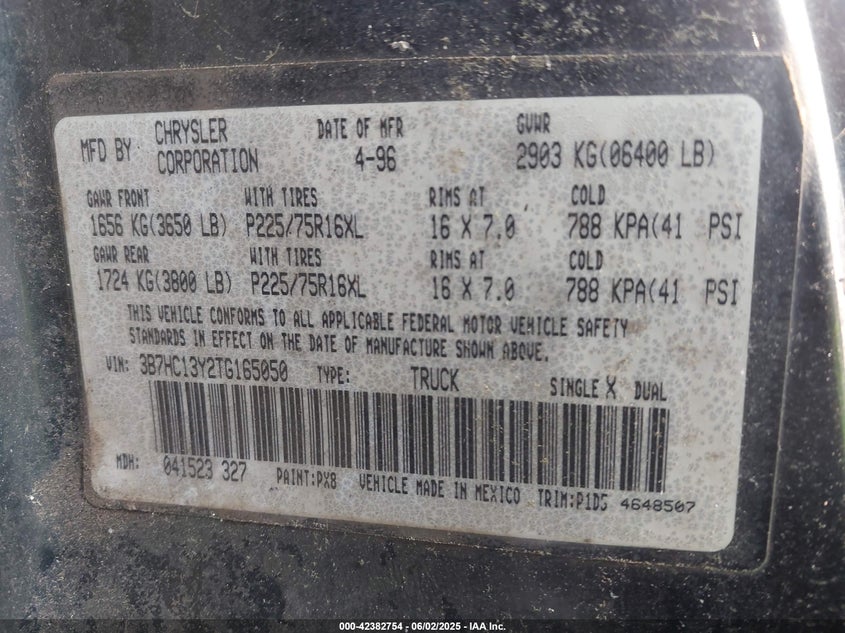 MFD BY CHRYSLER CORPORATION DATE OF MFR 4-96 GVWR 2903 KG(06400 LB)
GAWR FRONT WITH TIRES RIMS AT COLD
1656 KG(3650 LB) P225/75R16XL 16 X 7.0 788 KPA(41 PSI
GAWR REAR WITH TIRES RIMS AT COLD
1724 KG(3800 LB) P225/75R16XL 16 X 7.0 788 KPA(41 PSI
THIS VEHICLE CONFORMS TO ALL APPLICABLE FEDERAL MOTOR VEHICLE SAFETY
STANDARDS IN EFFECT ON THE DATE OF MANUFACTURE SHOWN ABOVE.
VIN: 3B7HC13Y2TG165050 TYPE: TRUCK SINGLE X DUAL
MDH: 041523 327 PAINT:PX8 VEHICLE MADE IN MEXICO TRIM:P1D5 4648507
000-42382754 - 06/02/2025 - IAA Inc.